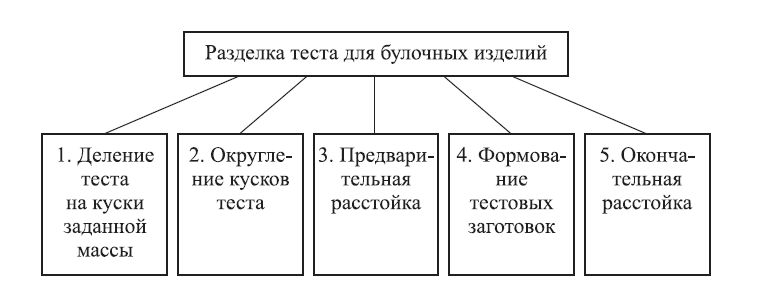 Разделка теста для булочных изделий
1. Деление
теста
на куски
заданной
массы
2. Округле-
ние кусков
теста
3. Предвари-
тельная
расстойка
4. Формова-
ние
тестовых
заготовок
5. Оконча-
тельная
расстойка